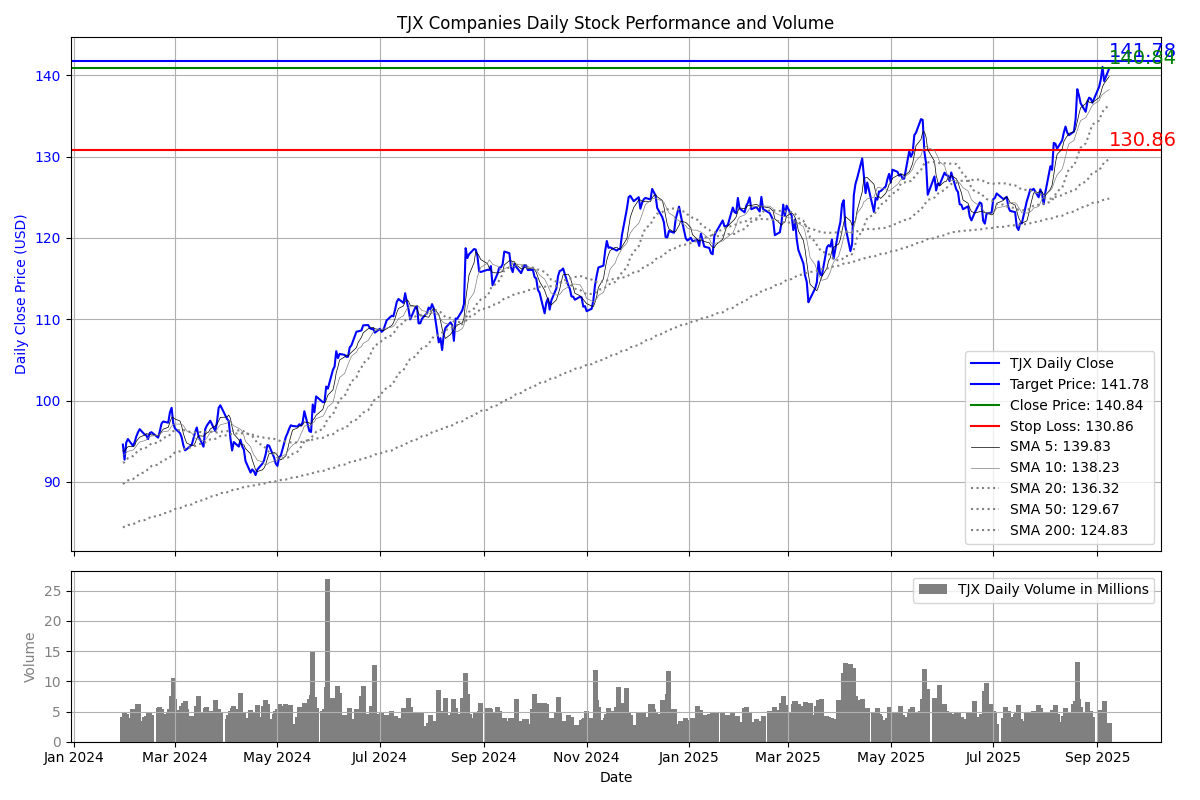 TJX Companies Daily Stock Performance and Volume
141.78
140.84
130.86
140
130
120
110
100
90
Daily Close Price (USD)
TJX Daily Close
Target Price: 141.78
Close Price: 140.84
Stop Loss: 130.86
SMA 5: 139.83
SMA 10: 138.23
SMA 20: 136.32
SMA 50: 129.67
SMA 200: 124.83
25
20
15
10
5
0
Volume
TJX Daily Volume in Millions
Jan 2024 Mar 2024 May 2024 Jul 2024 Sep 2024 Nov 2024 Jan 2025 Mar 2025 May 2025 Jul 2025 Sep 2025
Date